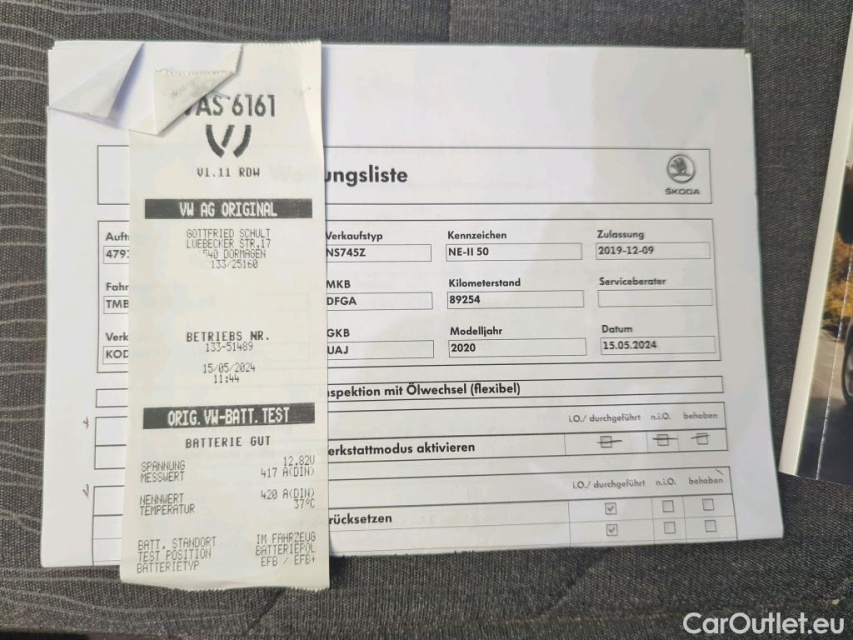 AS 6161
V1.11 RDW
VW AG ORIGINAL
GOTTFRIED SCHULT
LUEBECKER STR,17
540 DORMAGEN
133/25160
BETRIEBS NR.
133-51489
15/05/2024
11:44
ORIG.VW-BATT.TEST
BATTERIE GUT
SPANNUNG 12,82V
MESSWERT 417 A(DIN)
NENNWERT 420 A(DIN)
TEMPERATUR 37°C
BATT. STANDORT IM FAHRZEUG
TEST POSITION BATTERIEPOL
BATTERIETYP EFB / EFB+
ungsliste
ŠKODA
Auft Verkaufstyp Kennzeichen Zulassung
479 NS745Z NE-II 50 2019-12-09
Fahr MKB Kilometerstand Serviceberater
TMB DFGA 89254
Verk GKB Modelljahr Datum
KOD UAJ 2020 15.05.2024
spektion mit Ölwechsel (flexibel)
i.O./ durchgeführt n.i.O. behoben
erkstattmodus aktivieren
i.O./ durchgeführt n.i.O. behoben
rücksetzen
CarOutlet.eu